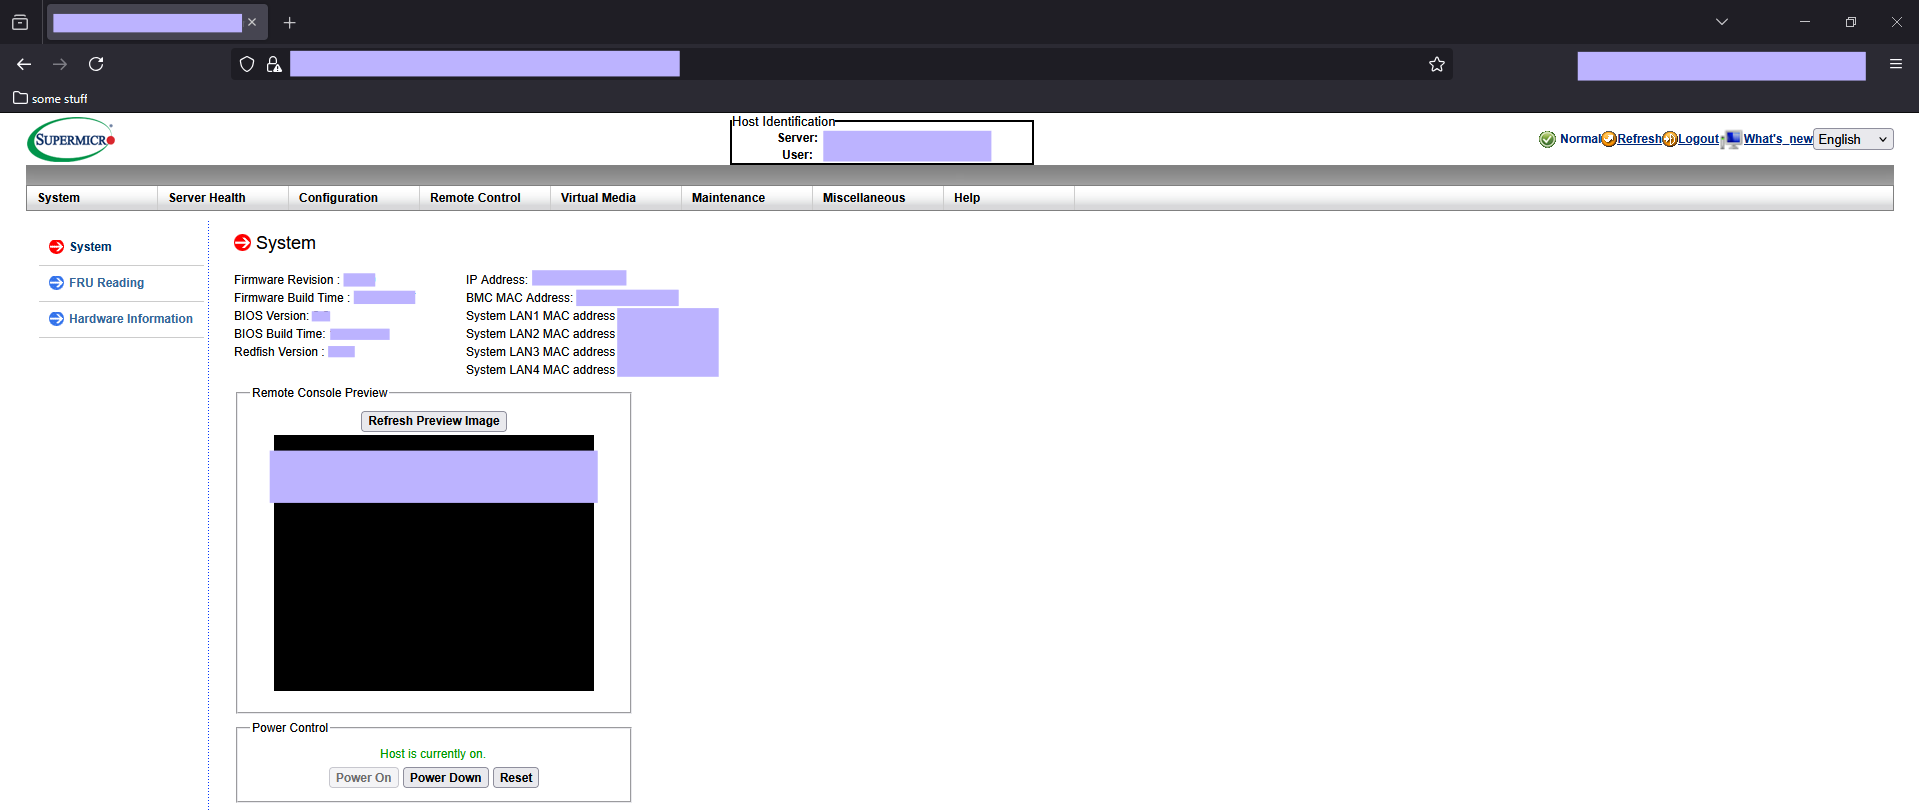 some stuff
SUPERMICRO
Host Identification
Server:
User:
Normal Refresh Logout What's_new English
System Server Health Configuration Remote Control Virtual Media Maintenance Miscellaneous Help
System
FRU Reading
Hardware Information
System
Firmware Revision :
Firmware Build Time :
BIOS Version:
BIOS Build Time:
Redfish Version :
IP Address:
BMC MAC Address:
System LAN1 MAC address
System LAN2 MAC address
System LAN3 MAC address
System LAN4 MAC address
Remote Console Preview
Refresh Preview Image
Power Control
Host is currently on.
Power On Power Down Reset